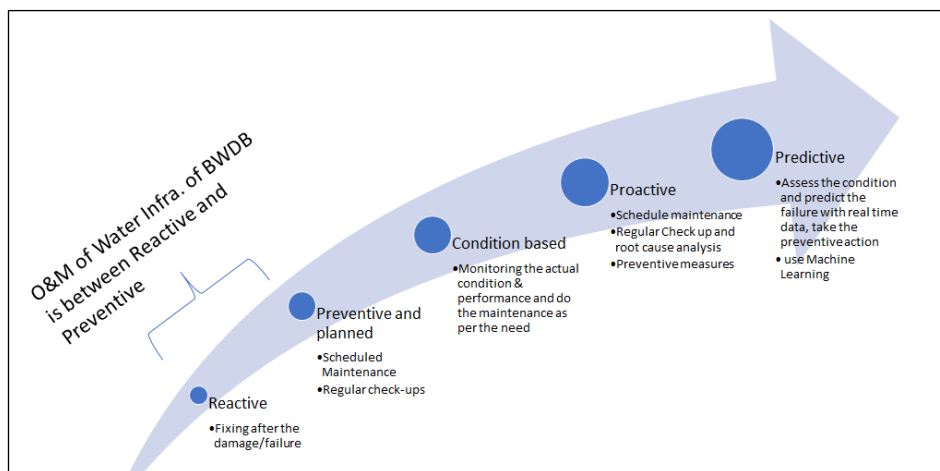 O&M of Water Infra. of BWDB
is between Reactive and
Preventive
Reactive
•Fixing after the
damage/failure
Preventive and
planned
•Scheduled
Maintenance
•Regular check-ups
Condition based
•Monitoring the actual
condition &
performance and do
the maintenance as
per the need
Proactive
•Schedule maintenance
•Regular Check up and
root cause analysis
•Preventive measures
Predictive
•Assess the condition
and predict the
failure with real time
data, take the
preventive action
• use Machine
Learning